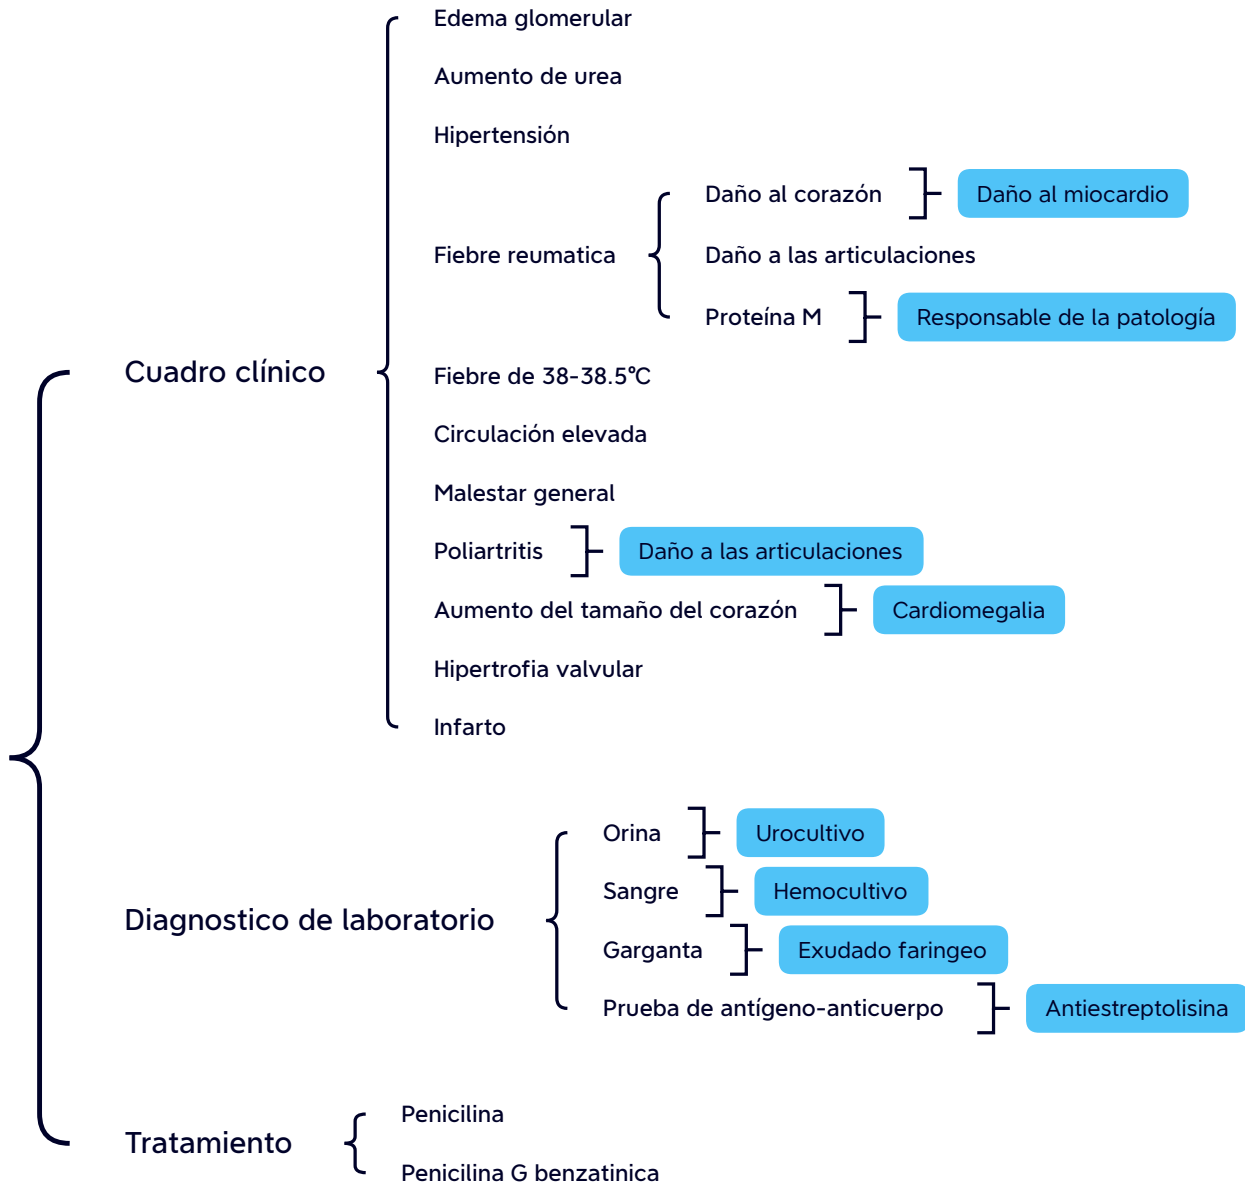 Edema glomerular
Aumento de urea
Hipertensión
Daño al corazón
Daño al miocardio
Fiebre reumatica
Daño a las articulaciones
Proteína M
Responsable de la patología
Cuadro clínico
Fiebre de 38-38.5°C
Circulación elevada
Malestar general
Poliartritis
Daño a las articulaciones
Aumento del tamaño del corazón
Cardiomegalia
Hipertrofia valvular
Infarto
Orina
Urocultivo
Sangre
Hemocultivo
Diagnostico de laboratorio
Garganta
Exudado faringeo
Prueba de antígeno-anticuerpo
Antiestreptolisina
Tratamiento
Penicilina
Penicilina G benzatinica